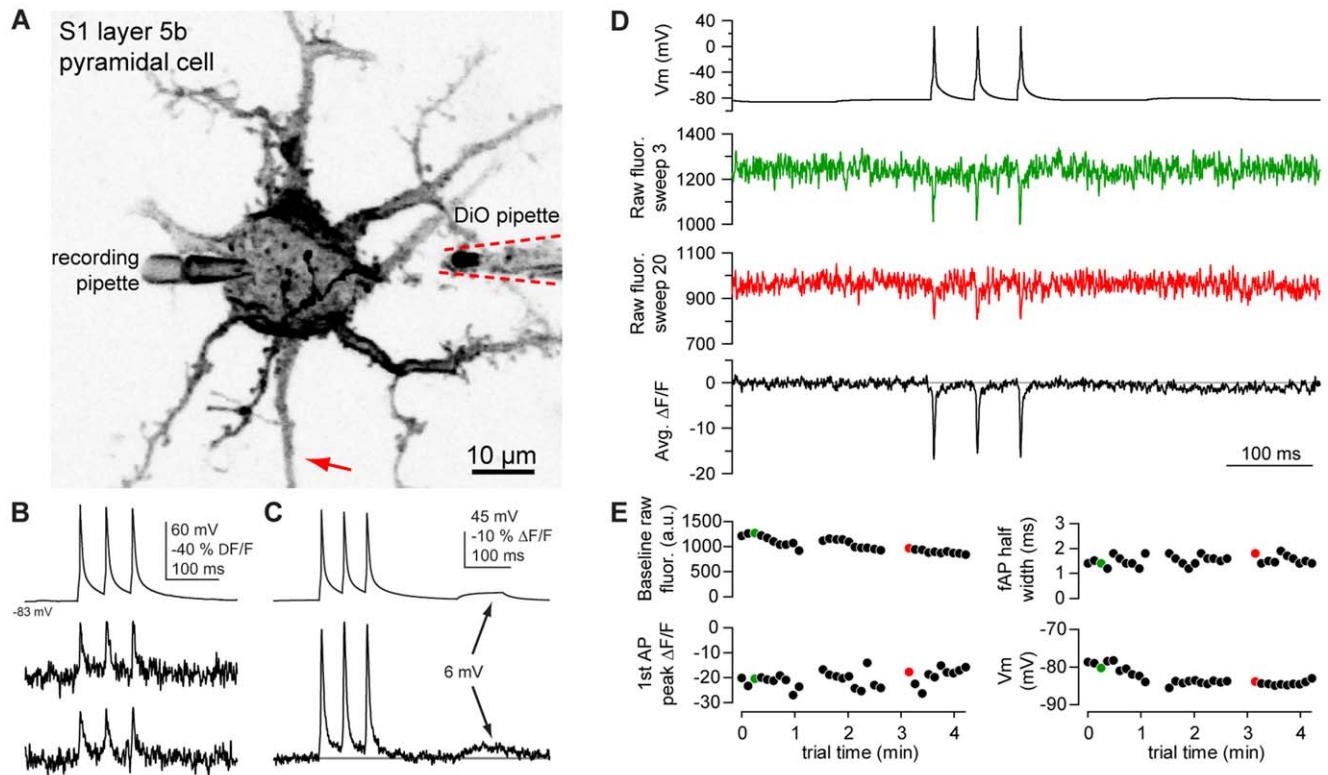 A
S1 layer 5b
pyramidal cell
recording
pipette
DiO pipette
10 µm
B
60 mV
-40 % DF/F
100 ms
-83 mV
C
45 mV
-10 % ΔF/F
100 ms
6 mV
D
Vm (mV)
40
0
-40
-80
Raw fluor.
sweep 3
1400
1200
1000
Raw fluor.
sweep 20
1100
900
700
Avg. ΔF/F
0
-10
-20
100 ms
E
Baseline raw
fluor. (a.u.)
1500
1000
500
0
fAP half
width (ms)
3
2
1
0
1st AP
peak ΔF/F
0
-10
-20
-30
0 1 2 3 4
trial time (min)
Vm
(mV)
-70
-80
-90
0 1 2 3 4
trial time (min)